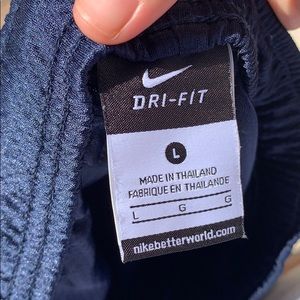 DRI-FIT
L
MADE IN THAILAND
FABRIQUE EN THAILANDE
L G G
nikebetterworld.com